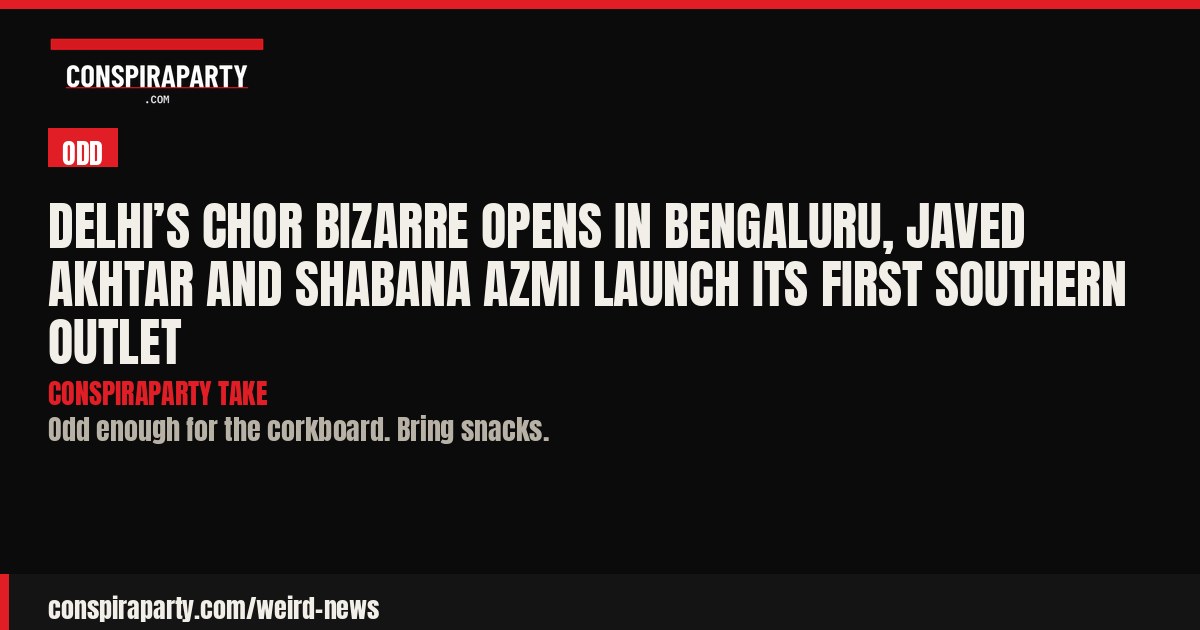 CONSPIRAPARTY
.COM
ODD
DELHI’S CHOR BIZARRE OPENS IN BENGALURU, JAVED
AKHTAR AND SHABANA AZMI LAUNCH ITS FIRST SOUTHERN
OUTLET
CONSPIRAPARTY TAKE
Odd enough for the corkboard. Bring snacks.
conspiraparty.com/weird-news